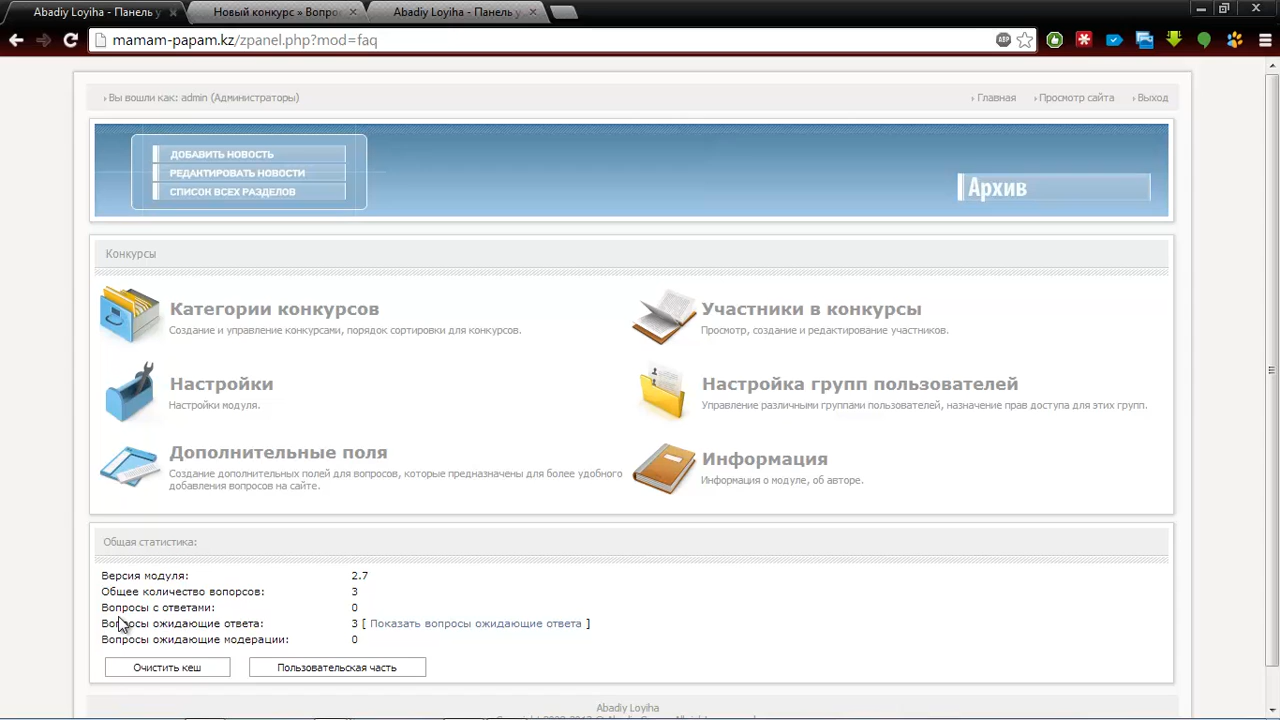 Abadiy Loyiha - Панель у
Новый конкурс » Вопро
Abadiy Loyiha - Панель у
mamam-papam.kz/zpanel.php?mod=faq
ABP
Вы вошли как: admin (Администраторы)
Главная
Просмотр сайта
Выход
ДОБАВИТЬ НОВОСТЬ
РЕДАКТИРОВАТЬ НОВОСТИ
СПИСОК ВСЕХ РАЗДЕЛОВ
Архив
Конкурсы
Категории конкурсов
Создание и управление конкурсами, порядок сортировки для конкурсов.
Участники в конкурсы
Просмотр, создание и редактирование участников.
Настройки
Настройки модуля.
Настройка групп пользователей
Управление различными группами пользователей, назначение прав доступа для этих групп.
Дополнительные поля
Создание дополнительных полей для вопросов, которые предназначены для более удобного
добавления вопросов на сайте.
Информация
Информация о модуле, об авторе.
Общая статистика:
Версия модуля: 2.7
Общее количество вопорсов: 3
Вопросы с ответами: 0
Вопросы ожидающие ответа: 3 [ Показать вопросы ожидающие ответа ]
Вопросы ожидающие модерации: 0
Очистить кеш
Пользовательская часть
Abadiy Loyiha